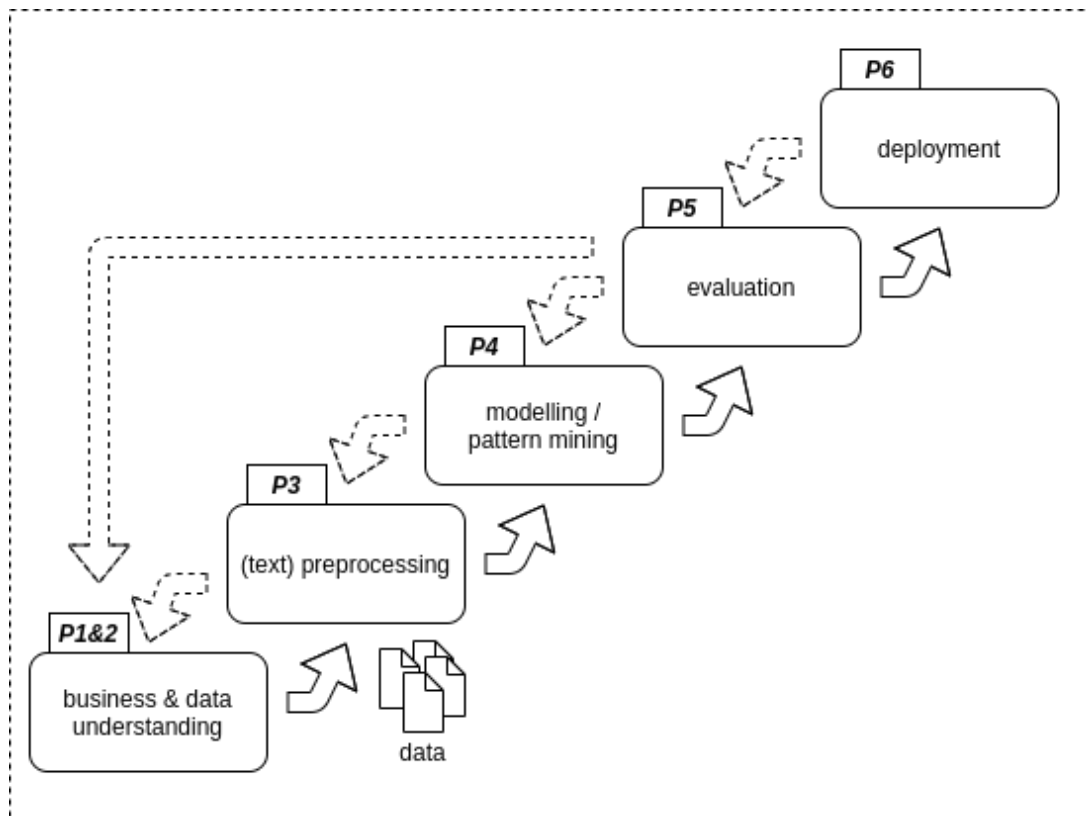 P6
deployment
P5
evaluation
P4
modelling /
pattern mining
P3
(text) preprocessing
P1&2
business & data
understanding
data